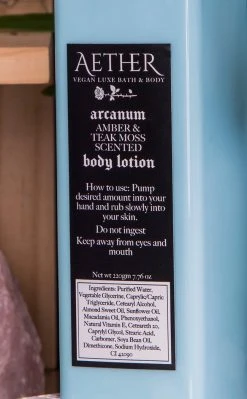 AETHER
VEGAN LUXE BATH & BODY
arcanum
AMBER &
TEAK MOSS
SCENTED
body lotion
How to use: Pump
desired amount into your
hand and rub slowly into
your skin.
Do not ingest
Keep away from eyes and
mouth
Net wt 220gm 7.76 oz
Ingredients: Purified Water,
Vegetable Glycerine, Caprylic/Capric
Triglyceride, Cetearyl Alcohol,
Almond Sweet Oil, Sunflower Oil,
Macadamia Oil, Phenoxyethanol,
Natural Vitamin E, Ceteareth 20,
Caprylyl Glycol, Stearic Acid,
Carbomer, Soya Bean Oil,
Dimethicone, Sodium Hydroxide,
CI 42090